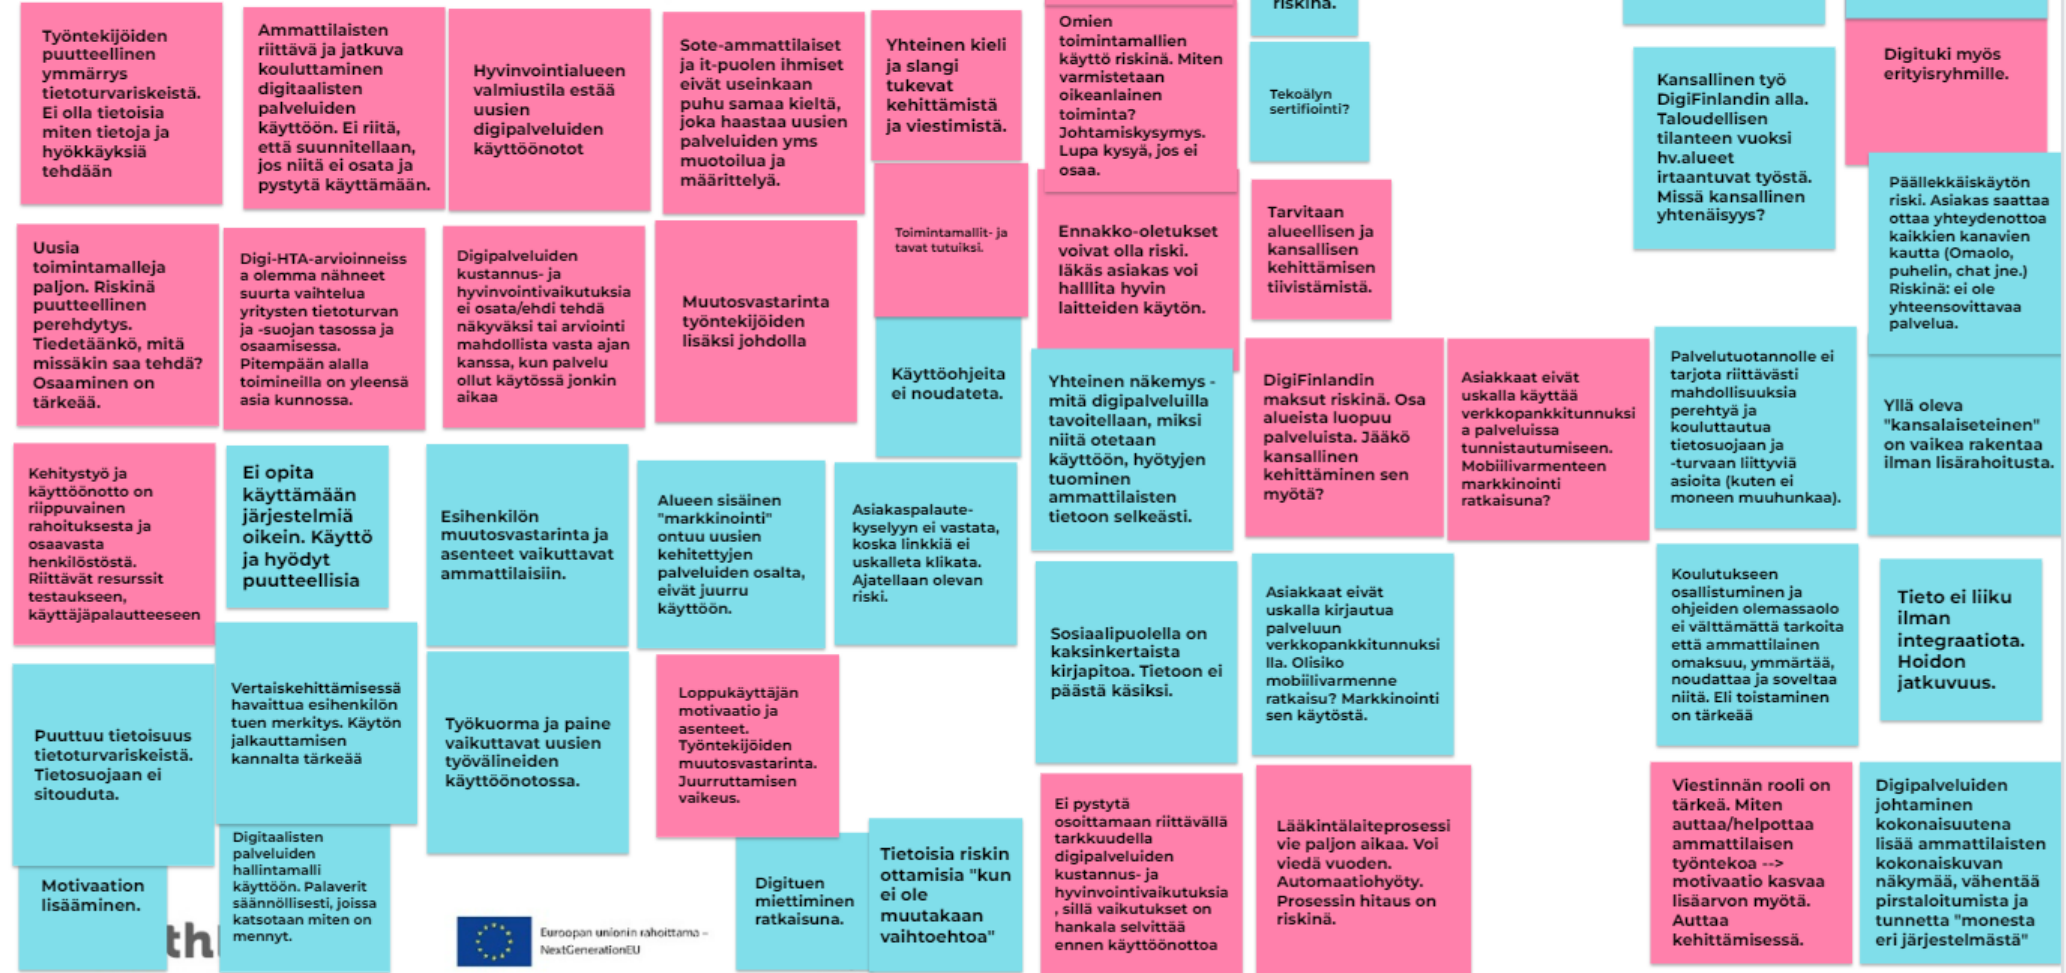 Työntekijöiden
puutteellinen
ymmärrys
tietoturvariskeistä.
Ei olla tietoisia
miten tietoja ja
hyökkäyksiä
tehdään
Ammattilaisten
riittävä ja jatkuva
kouluttaminen
digitaalisten
palveluiden
käyttöön. Ei riitä,
että suunnitellaan,
jos niitä ei osata ja
pystytä käyttämään.
Hyvinvointialueen
valmiustila estää
uusien
digipalveluiden
käyttöönotot
Sote-ammattilaiset
ja it-puolen ihmiset
eivät useinkaan
puhu samaa kieltä,
joka haastaa uusien
palveluiden yms
muotoilua ja
määrittelyä.
Yhteinen kieli
ja slangi
tukevat
kehittämistä
ja viestimistä.
Omien
toimintamallien
käyttö riskinä. Miten
varmistetaan
oikeanlainen
toiminta?
Johtamiskysymys.
Lupa kysyä, jos ei
osaa.
riskinä.
Tekoälyn
sertifiointi?
Kansallinen työ
DigiFinlandin alla.
Taloudellisen
tilanteen vuoksi
hv.alueet
irtaantuvat työstä.
Missä kansallinen
yhtenäisyys?
Digituki myös
erityisryhmille.
Uusia
toimintamalleja
paljon. Riskinä
puutteellinen
perehdytys.
Tiedetäänkö, mitä
missäkin saa tehdä?
Osaaminen on
tärkeää.
Digi-HTA-arvioinneiss
a olemma nähneet
suurta vaihtelua
yritysten tietoturvan
ja -suojan tasossa ja
osaamisessa.
Pitempään alalla
toimineilla on yleensä
asia kunnossa.
Digipalveluiden
kustannus- ja
hyvinvointivaikutuksia
ei osata/ehdi tehdä
näkyväksi tai arviointi
mahdollista vasta ajan
kanssa, kun palvelu
ollut käytössä jonkin
aikaa
Muutosvastarinta
työntekijöiden
lisäksi johdolla
Toimintamallit- ja
tavat tutuiksi.
Ennakko-oletukset
voivat olla riski.
Iäkäs asiakas voi
halllita hyvin
laitteiden käytön.
Tarvitaan
alueellisen ja
kansallisen
kehittämisen
tiivistämistä.
Päällekkäiskäytön
riski. Asiakas saattaa
ottaa yhteydenottoa
kaikkien kanavien
kautta (Omaolo,
puhelin, chat jne.)
Riskinä: ei ole
yhteensovittavaa
palvelua.
Käyttöohjeita
ei noudateta.
Yhteinen näkemys -
mitä digipalveluilla
tavoitellaan, miksi
niitä otetaan
käyttöön, hyötyjen
tuominen
ammattilaisten
tietoon selkeästi.
DigiFinlandin
maksut riskinä. Osa
alueista luopuu
palveluista. Jääkö
kansallinen
kehittäminen sen
myötä?
Asiakkaat eivät
uskalla käyttää
verkkopankkitunnuksi
a palveluissa
tunnistautumiseen.
Mobiilivarmenteen
markkinointi
ratkaisuna?
Palvelutuotannolle ei
tarjota riittävästi
mahdollisuuksia
perehtyä ja
kouluttautua
tietosuojaan ja
-turvaan liittyviä
asioita (kuten ei
moneen muuhunkaa).
Yllä oleva
"kansalaiseteinen"
on vaikea rakentaa
ilman lisärahoitusta.
Kehitystyö ja
käyttöönotto on
riippuvainen
rahoituksesta ja
osaavasta
henkilöstöstä.
Riittävät resurssit
testaukseen,
käyttäjäpalautteeseen
Ei opita
käyttämään
järjestelmiä
oikein. Käyttö
ja hyödyt
puutteellisia
Esihenkilön
muutosvastarinta ja
asenteet vaikuttavat
ammattilaisiin.
Alueen sisäinen
"markkinointi"
ontuu uusien
kehitettyjen
palveluiden osalta,
eivät juurru
käyttöön.
Asiakaspalaute-
kyselyyn ei vastata,
koska linkkiä ei
uskalleta klikata.
Ajatellaan olevan
riski.
Sosiaalipuolella on
kaksinkertaista
kirjapitoa. Tietoon ei
päästä käsiksi.
Asiakkaat eivät
uskalla kirjautua
palveluun
verkkopankkitunnuksi
lla. Olisiko
mobiilivarmenne
ratkaisu? Markkinointi
sen käytöstä.
Koulutukseen
osallistuminen ja
ohjeiden olemassaolo
ei välttämättä tarkoita
että ammattilainen
omaksuu, ymmärtää,
noudattaa ja soveltaa
niitä. Eli toistaminen
on tärkeää
Tieto ei liiku
ilman
integraatiota.
Hoidon
jatkuvuus.
Puuttuu tietoisuus
tietoturvariskeistä.
Tietosuojaan ei
sitouduta.
Vertaiskehittämisessä
havaittua esihenkilön
tuen merkitys. Käytön
jalkauttamisen
kannalta tärkeää
Työkuorma ja paine
vaikuttavat uusien
työvälineiden
käyttöönotossa.
Loppukäyttäjän
motivaatio ja
asenteet.
Työntekijöiden
muutosvastarinta.
Juurruttamisen
vaikeus.
Ei pystytä
osoittamaan riittävällä
tarkkuudella
digipalveluiden
kustannus- ja
hyvinvointivaikutuksia
, sillä vaikutukset on
hankala selvittää
ennen käyttöönottoa
Lääkintälaiteprosessi
vie paljon aikaa. Voi
viedä vuoden.
Automaatiohyöty.
Prosessin hitaus on
riskinä.
Viestinnän rooli on
tärkeä. Miten
auttaa/helpottaa
ammattilaisen
työntekoa -->
motivaatio kasvaa
lisäarvon myötä.
Auttaa
kehittämisessä.
Digipalveluiden
johtaminen
kokonaisuutena
lisää ammattilaisten
kokonaiskuvan
näkymää, vähentää
pirstaloitumista ja
tunnetta "monesta
eri järjestelmästä"
Motivaation
lisääminen.
Digitaalisten
palveluiden
hallintamalli
käyttöön. Palaverit
säännöllisesti, joissa
katsotaan miten on
mennyt.
Digituen
miettiminen
ratkaisuna.
Tietoisia riskin
ottamisia "kun
ei ole
muutakaan
vaihtoehtoa"
thl
Euroopan unionin rahoittama –
NextGenerationEU